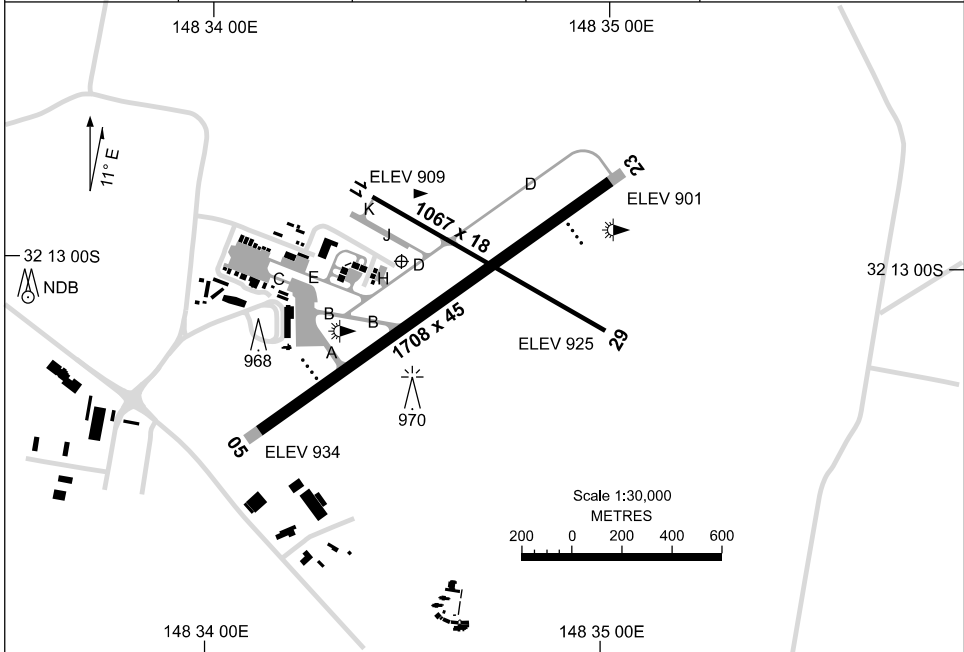 148 34 00E
148 35 00E
11° E
ELEV 909
11
K
1067 x 18
J
D
23
ELEV 901
32 13 00S
NDB
C
E
H
D
32 13 00S
B
B
A
1708 x 45
968
ELEV 925
29
970
05
ELEV 934
Scale 1:30,000
METRES
200 0 200 400 600
148 34 00E
148 35 00E